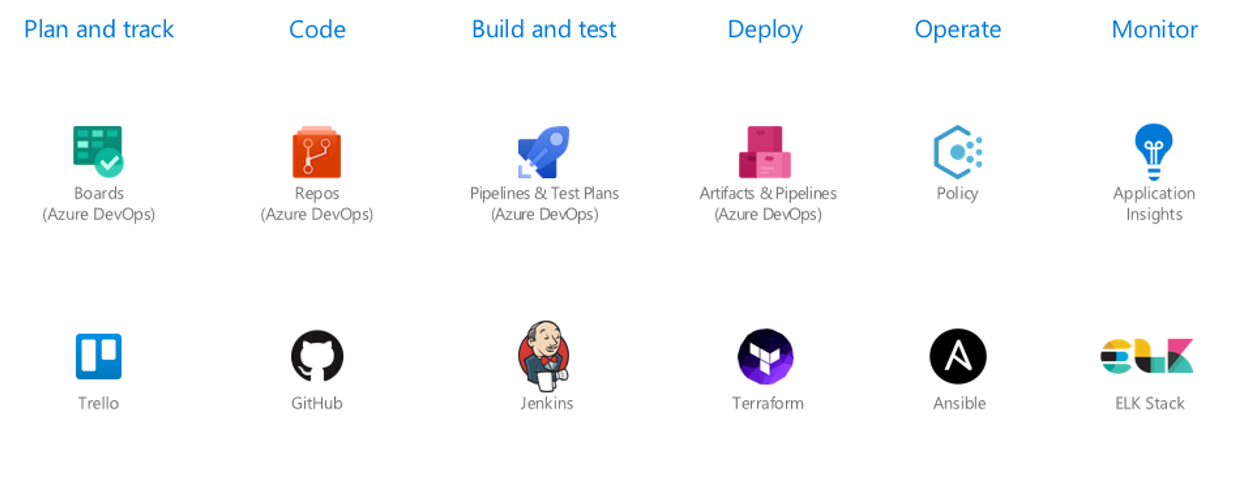 Plan and track
Code
Build and test
Deploy
Operate
Monitor
Boards
(Azure DevOps)
Repos
(Azure DevOps)
Pipelines & Test Plans
(Azure DevOps)
Artifacts & Pipelines
(Azure DevOps)
Policy
Application
Insights
Trello
GitHub
Jenkins
Terraform
Ansible
ELK
ELK Stack